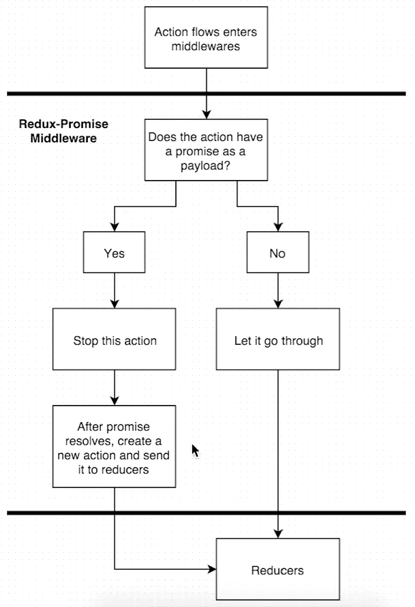 Action flows enters
middlewares
Redux-Promise
Middleware
Does the action have
a promise as a
payload?
Yes
No
Stop this action
Let it go through
After promise
resolves, create a
new action and send
it to reducers
Reducers